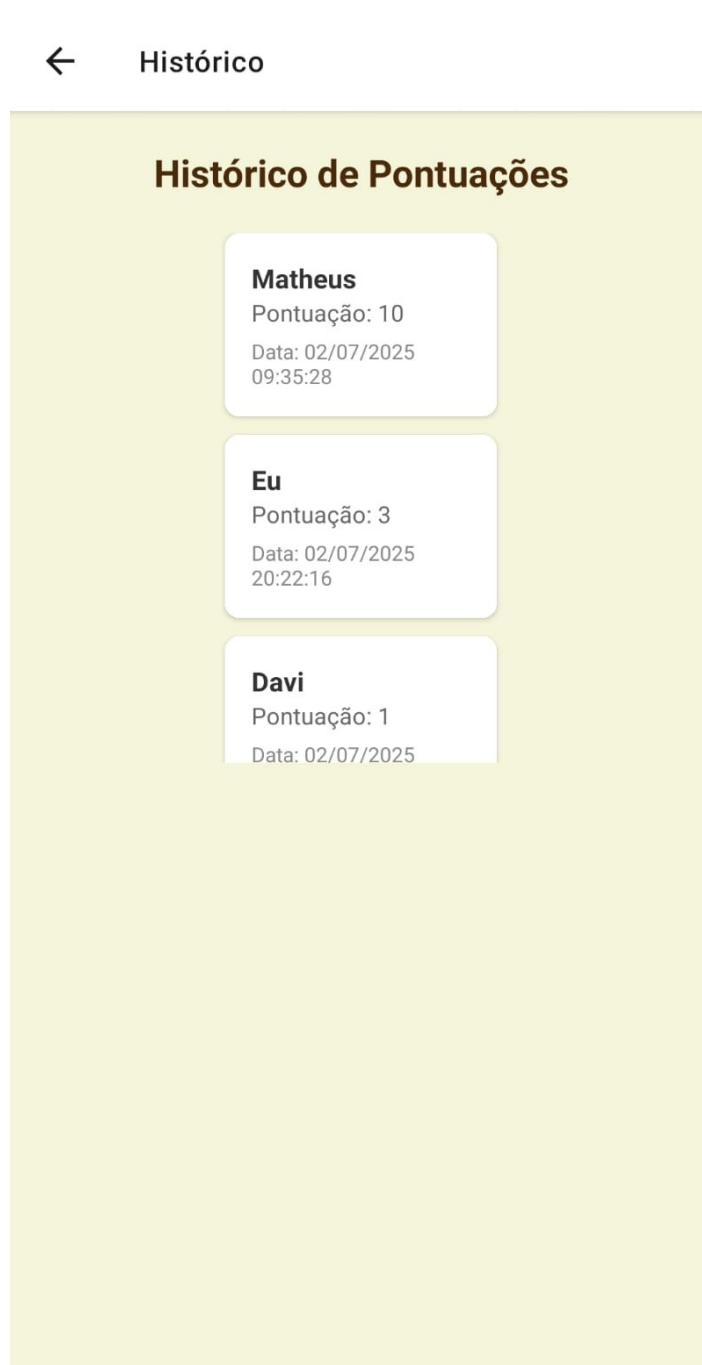 Histórico
Histórico de Pontuações
Matheus
Pontuação: 10
Data: 02/07/2025
09:35:28
Eu
Pontuação: 3
Data: 02/07/2025
20:22:16
Davi
Pontuação: 1
Data: 02/07/2025